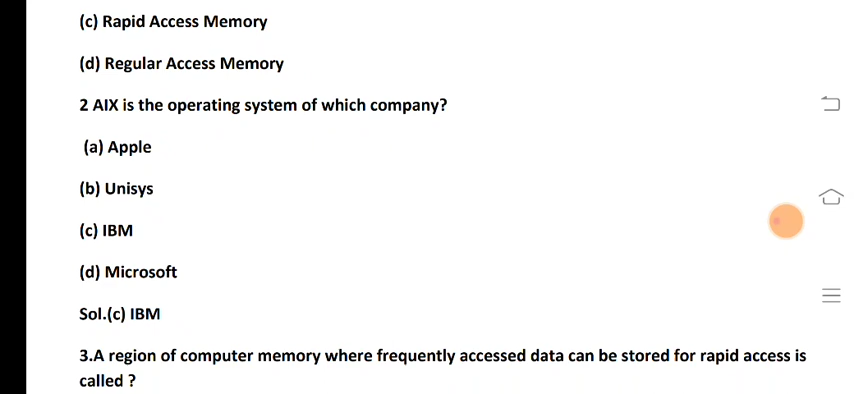 (c) Rapid Access Memory
(d) Regular Access Memory
2 AIX is the operating system of which company?
(a) Apple
(b) Unisys
(c) IBM
(d) Microsoft
Sol.(c) IBM
3.A region of computer memory where frequently accessed data can be stored for rapid access is
called ?